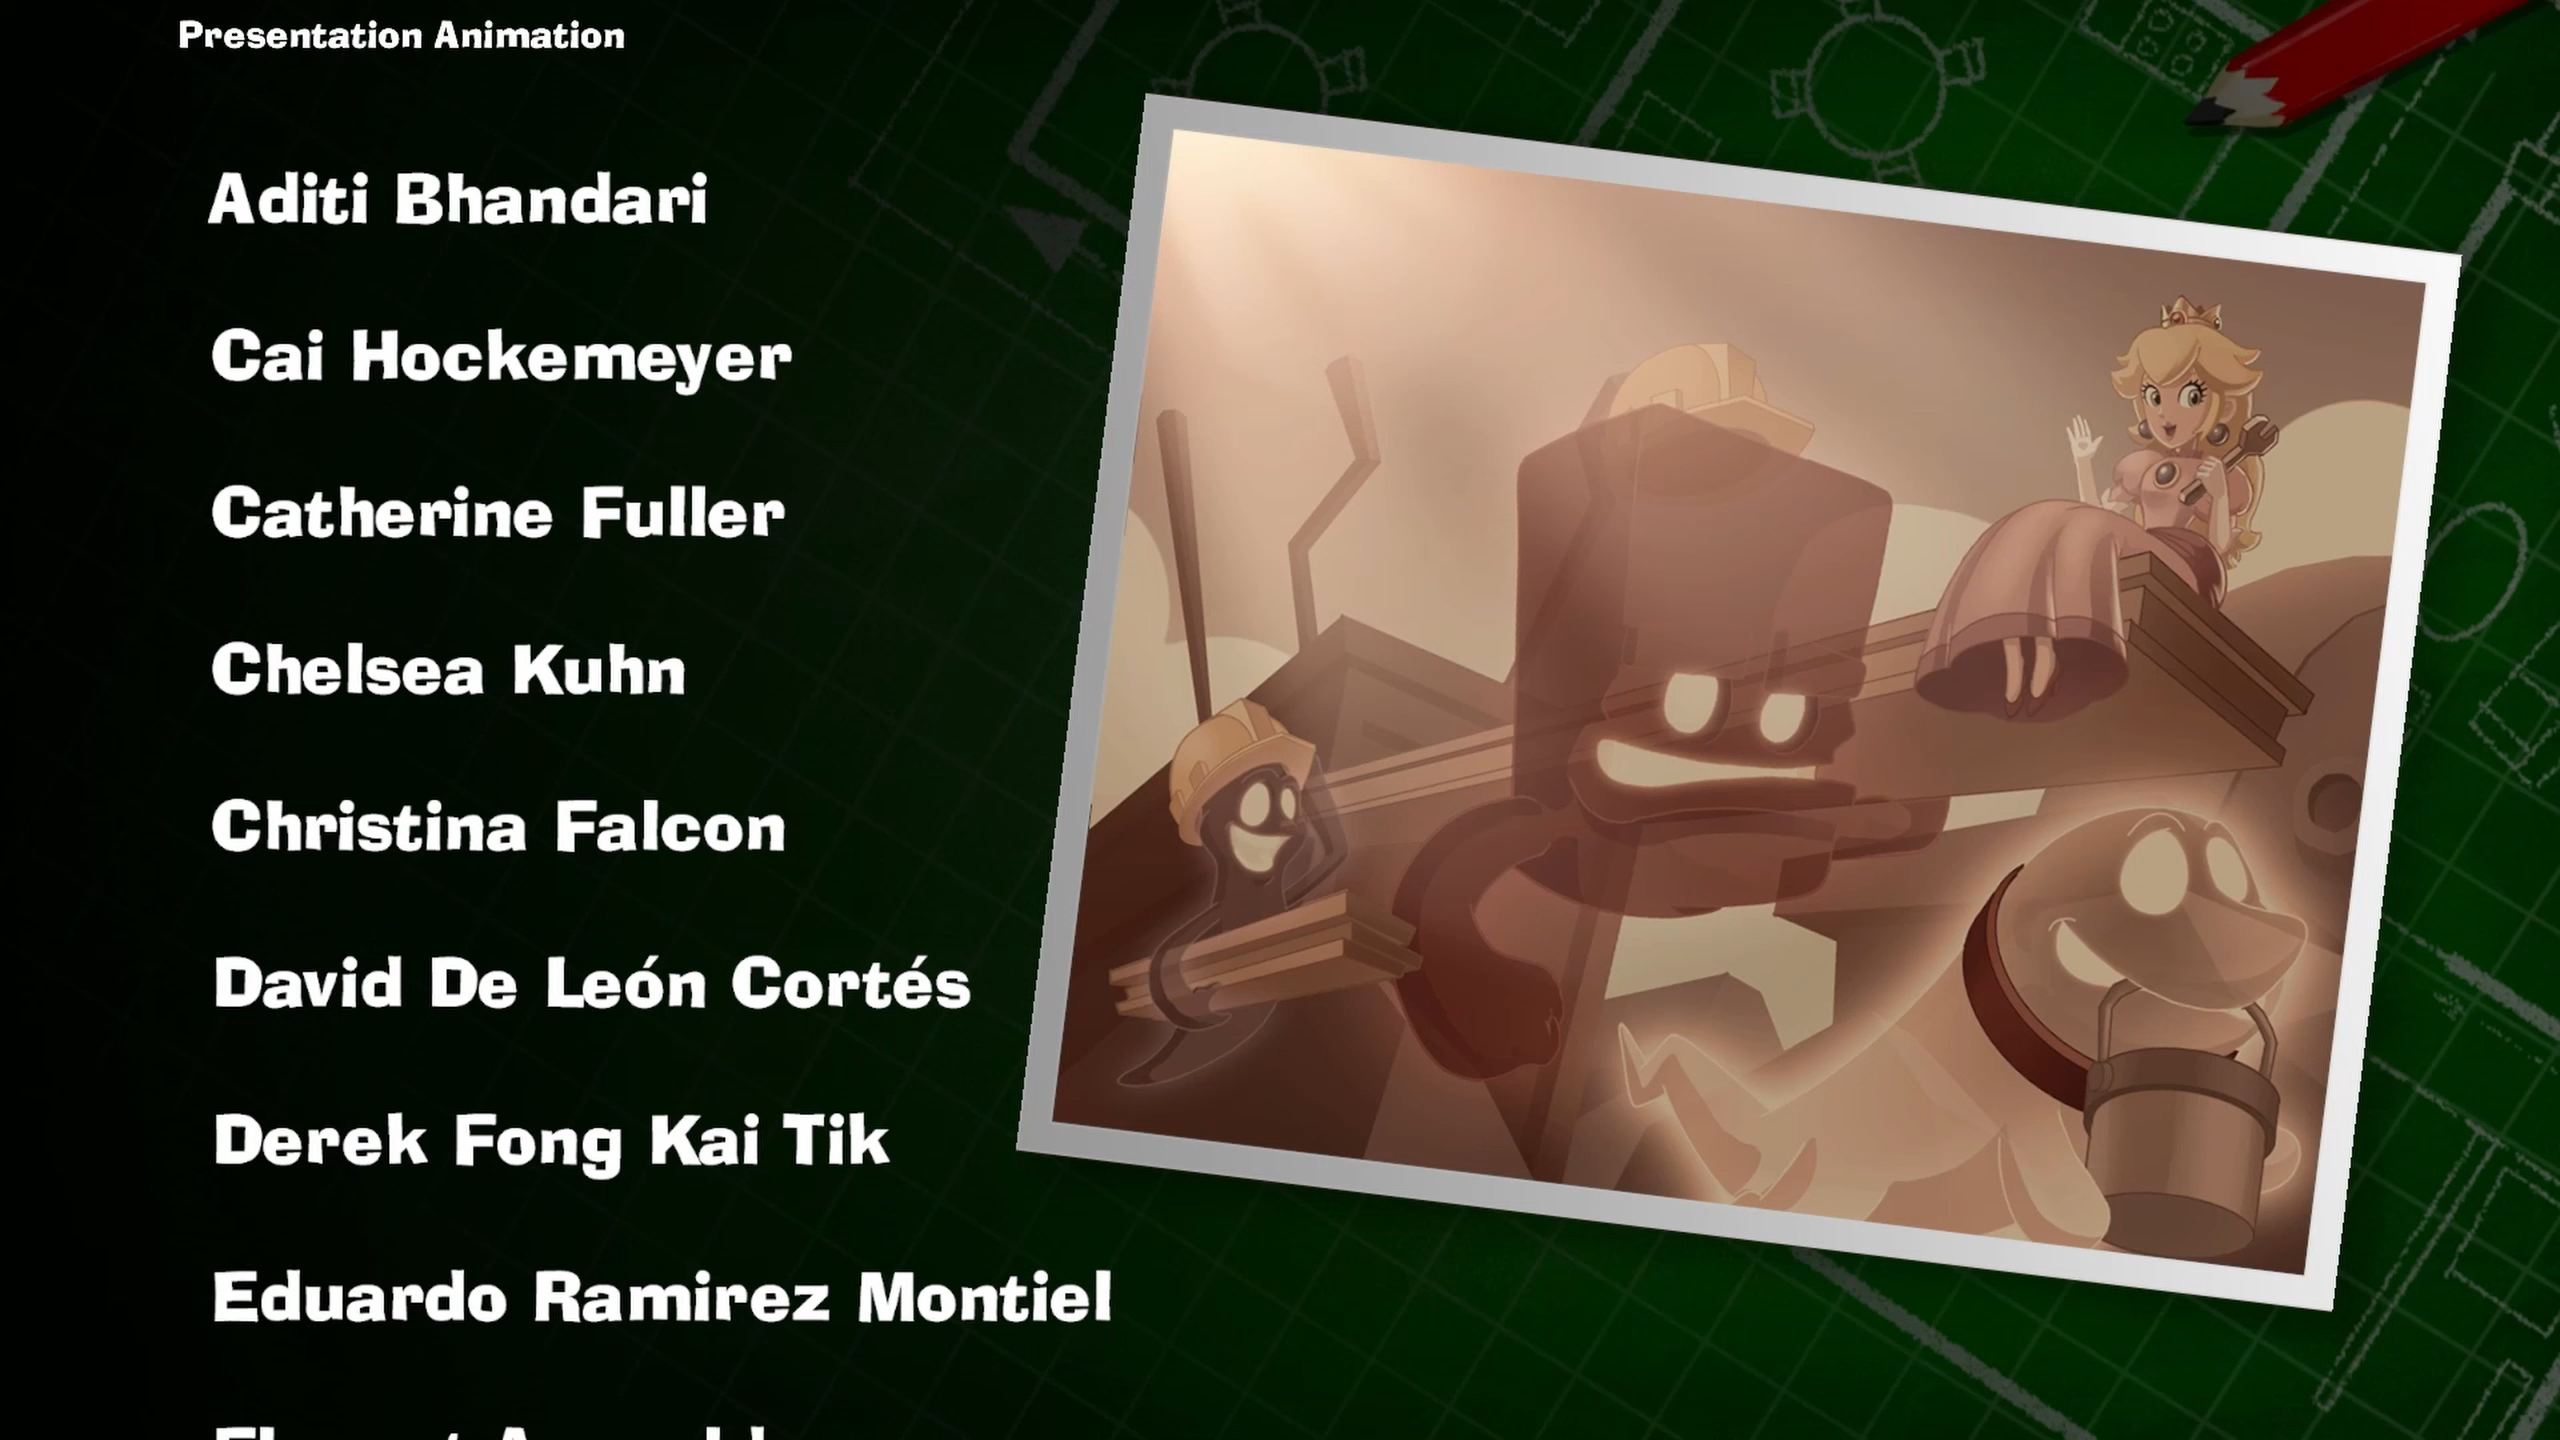 Presentation Animation
Aditi Bhandari
Cai Hockemeyer
Catherine Fuller
Chelsea Kuhn
Christina Falcon
David De León Cortés
Derek Fong Kai Tik
Eduardo Ramirez Montiel